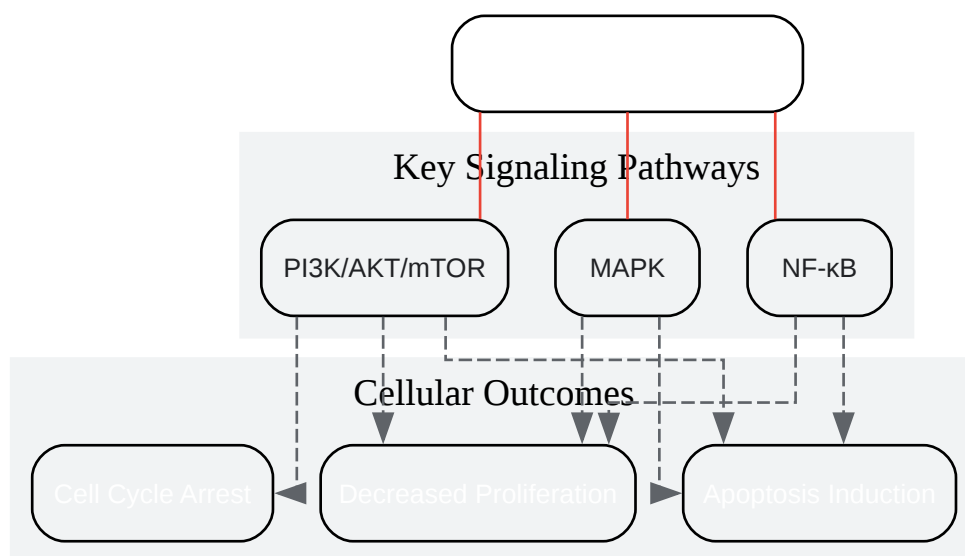 Key Signaling Pathways
PI3K/AKT/mTOR
MAPK
NF-κB
Cellular Outcomes
Cell Cycle Arrest
Decreased Proliferation
Apoptosis Induction